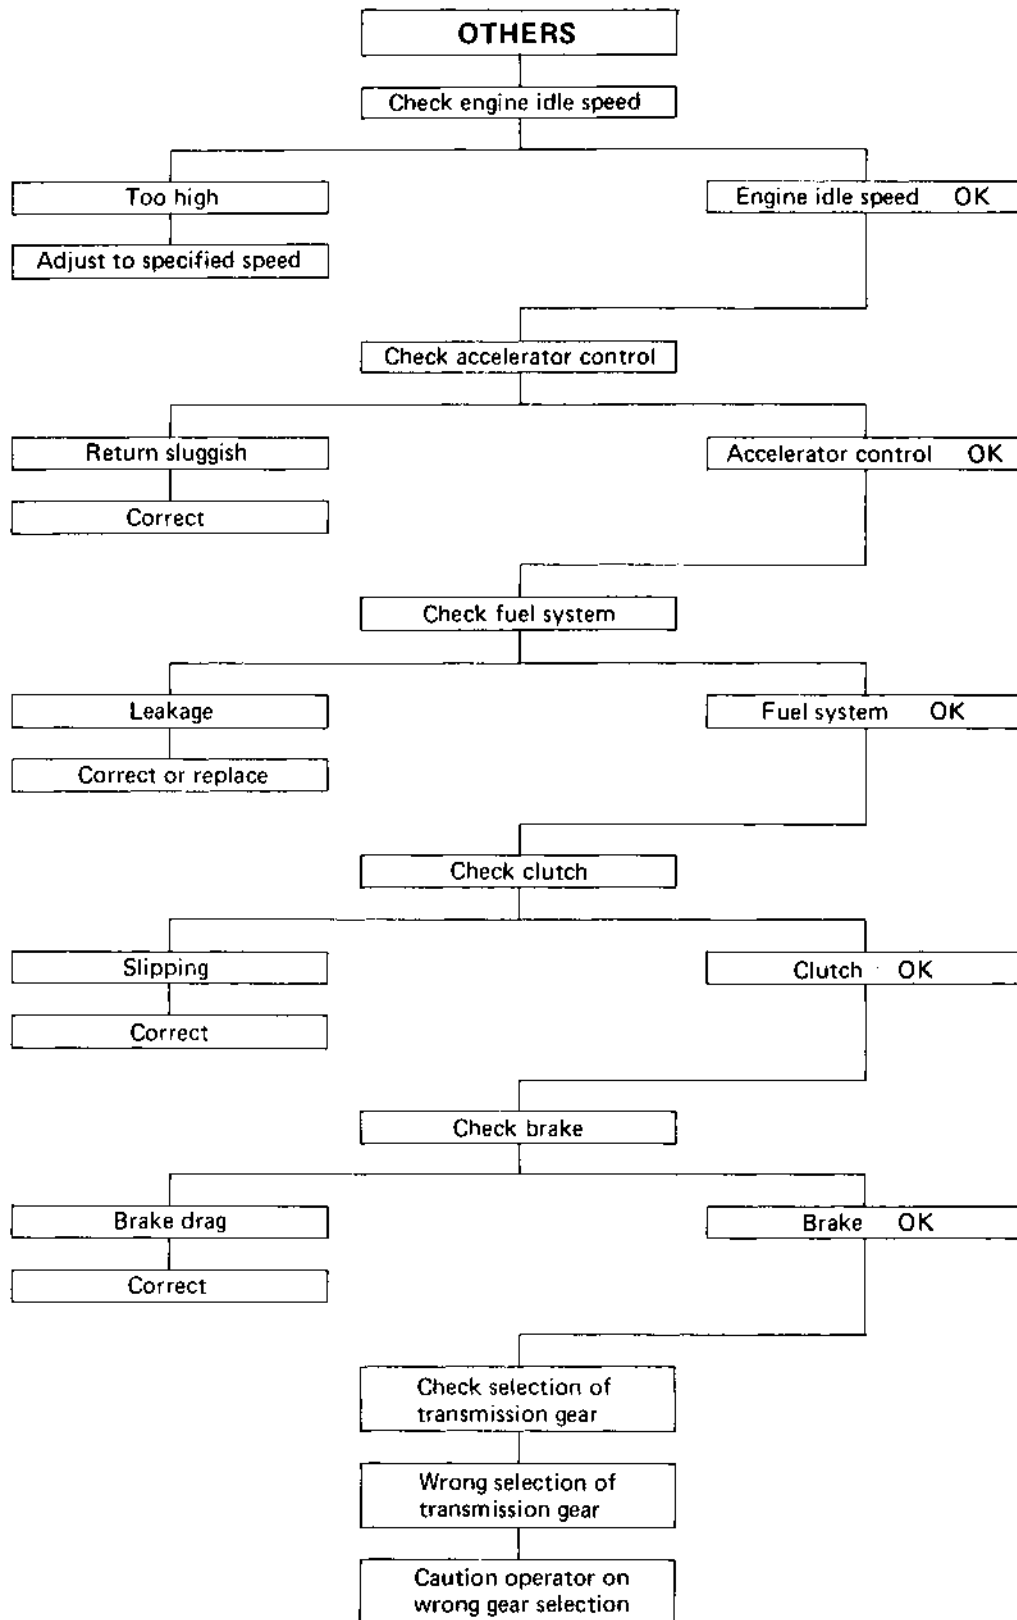 OTHERS
Check engine idle speed
Too high
Engine idle speed OK
Adjust to specified speed
Check accelerator control
Return sluggish
Accelerator control OK
Correct
Check fuel system
Leakage
Fuel system OK
Correct or replace
Check clutch
Slipping
Clutch OK
Correct
Check brake
Brake drag
Brake OK
Correct
Check selection of
transmission gear
Wrong selection of
transmission gear
Caution operator on
wrong gear selection